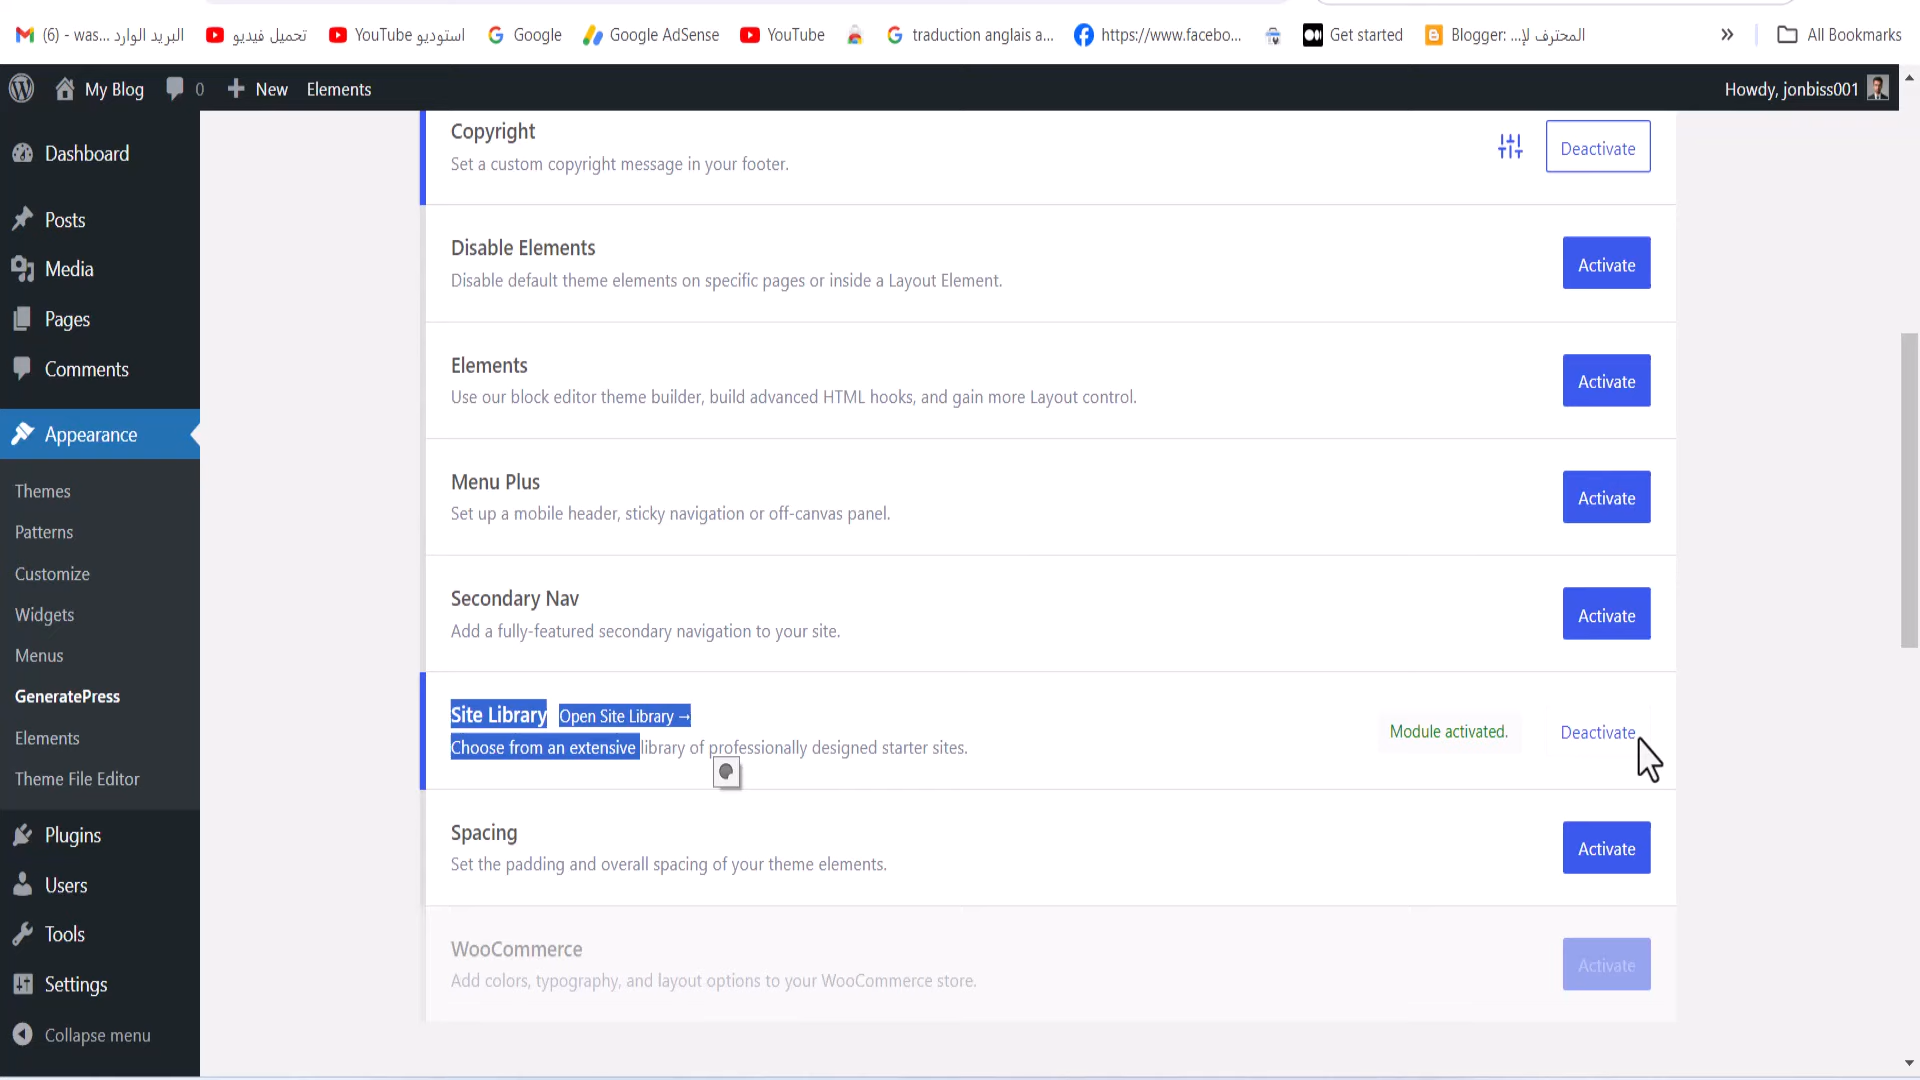 (6) - was... البريد الوارد
تحميل فيديو
YouTube استوديو
Google
Google AdSense
YouTube
traduction anglais a...
https://www.facebo...
Get started
Blogger: ...المحترف لإ
»
All Bookmarks
My Blog
0
New
Elements
Howdy, jonbiss001
Dashboard
Posts
Media
Pages
Comments
Appearance
Themes
Patterns
Customize
Widgets
Menus
GeneratePress
Elements
Theme File Editor
Plugins
Users
Tools
Settings
Collapse menu
Copyright
Set a custom copyright message in your footer.
Deactivate
Disable Elements
Disable default theme elements on specific pages or inside a Layout Element.
Activate
Elements
Use our block editor theme builder, build advanced HTML hooks, and gain more Layout control.
Activate
Menu Plus
Set up a mobile header, sticky navigation or off-canvas panel.
Activate
Secondary Nav
Add a fully-featured secondary navigation to your site.
Activate
Site Library Open Site Library →
Choose from an extensive library of professionally designed starter sites.
Module activated.
Deactivate
Spacing
Set the padding and overall spacing of your theme elements.
Activate
WooCommerce
Add colors, typography, and layout options to your WooCommerce store.
Activate